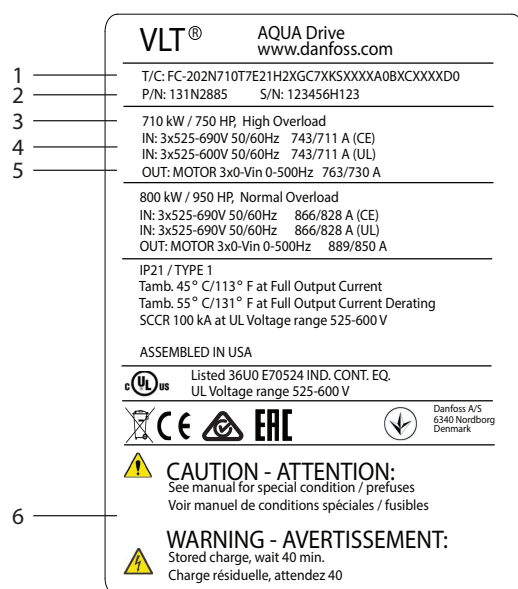 VLT® AQUA Drive
www.danfoss.com
1 T/C: FC-202N710T7E21H2XGC7XKSXXXXA0BXCXXXXD0
2 P/N: 131N2885 S/N: 123456H123
3 710 kW / 750 HP, High Overload
4 IN: 3x525-690V 50/60Hz 743/711 A (CE)
IN: 3x525-600V 50/60Hz 743/711 A (UL)
5 OUT: MOTOR 3x0-Vin 0-500Hz 763/730 A
800 kW / 950 HP, Normal Overload
IN: 3x525-690V 50/60Hz 866/828 A (CE)
IN: 3x525-690V 50/60Hz 866/828 A (UL)
OUT: MOTOR 3x0-Vin 0-500Hz 889/850 A
IP21 / TYPE 1
Tamb. 45° C/113° F at Full Output Current
Tamb. 55° C/131° F at Full Output Current Derating
SCCR 100 kA at UL Voltage range 525-600 V
ASSEMBLED IN USA
c UL us Listed 36U0 E70524 IND. CONT. EQ.
UL Voltage range 525-600 V
CE EAC
Danfoss A/S
6340 Nordborg
Denmark
CAUTION - ATTENTION:
See manual for special condition / prefuses
Voir manuel de conditions spéciales / fusibles
6
WARNING - AVERTISSEMENT:
Stored charge, wait 40 min.
Charge résiduelle, attendez 40